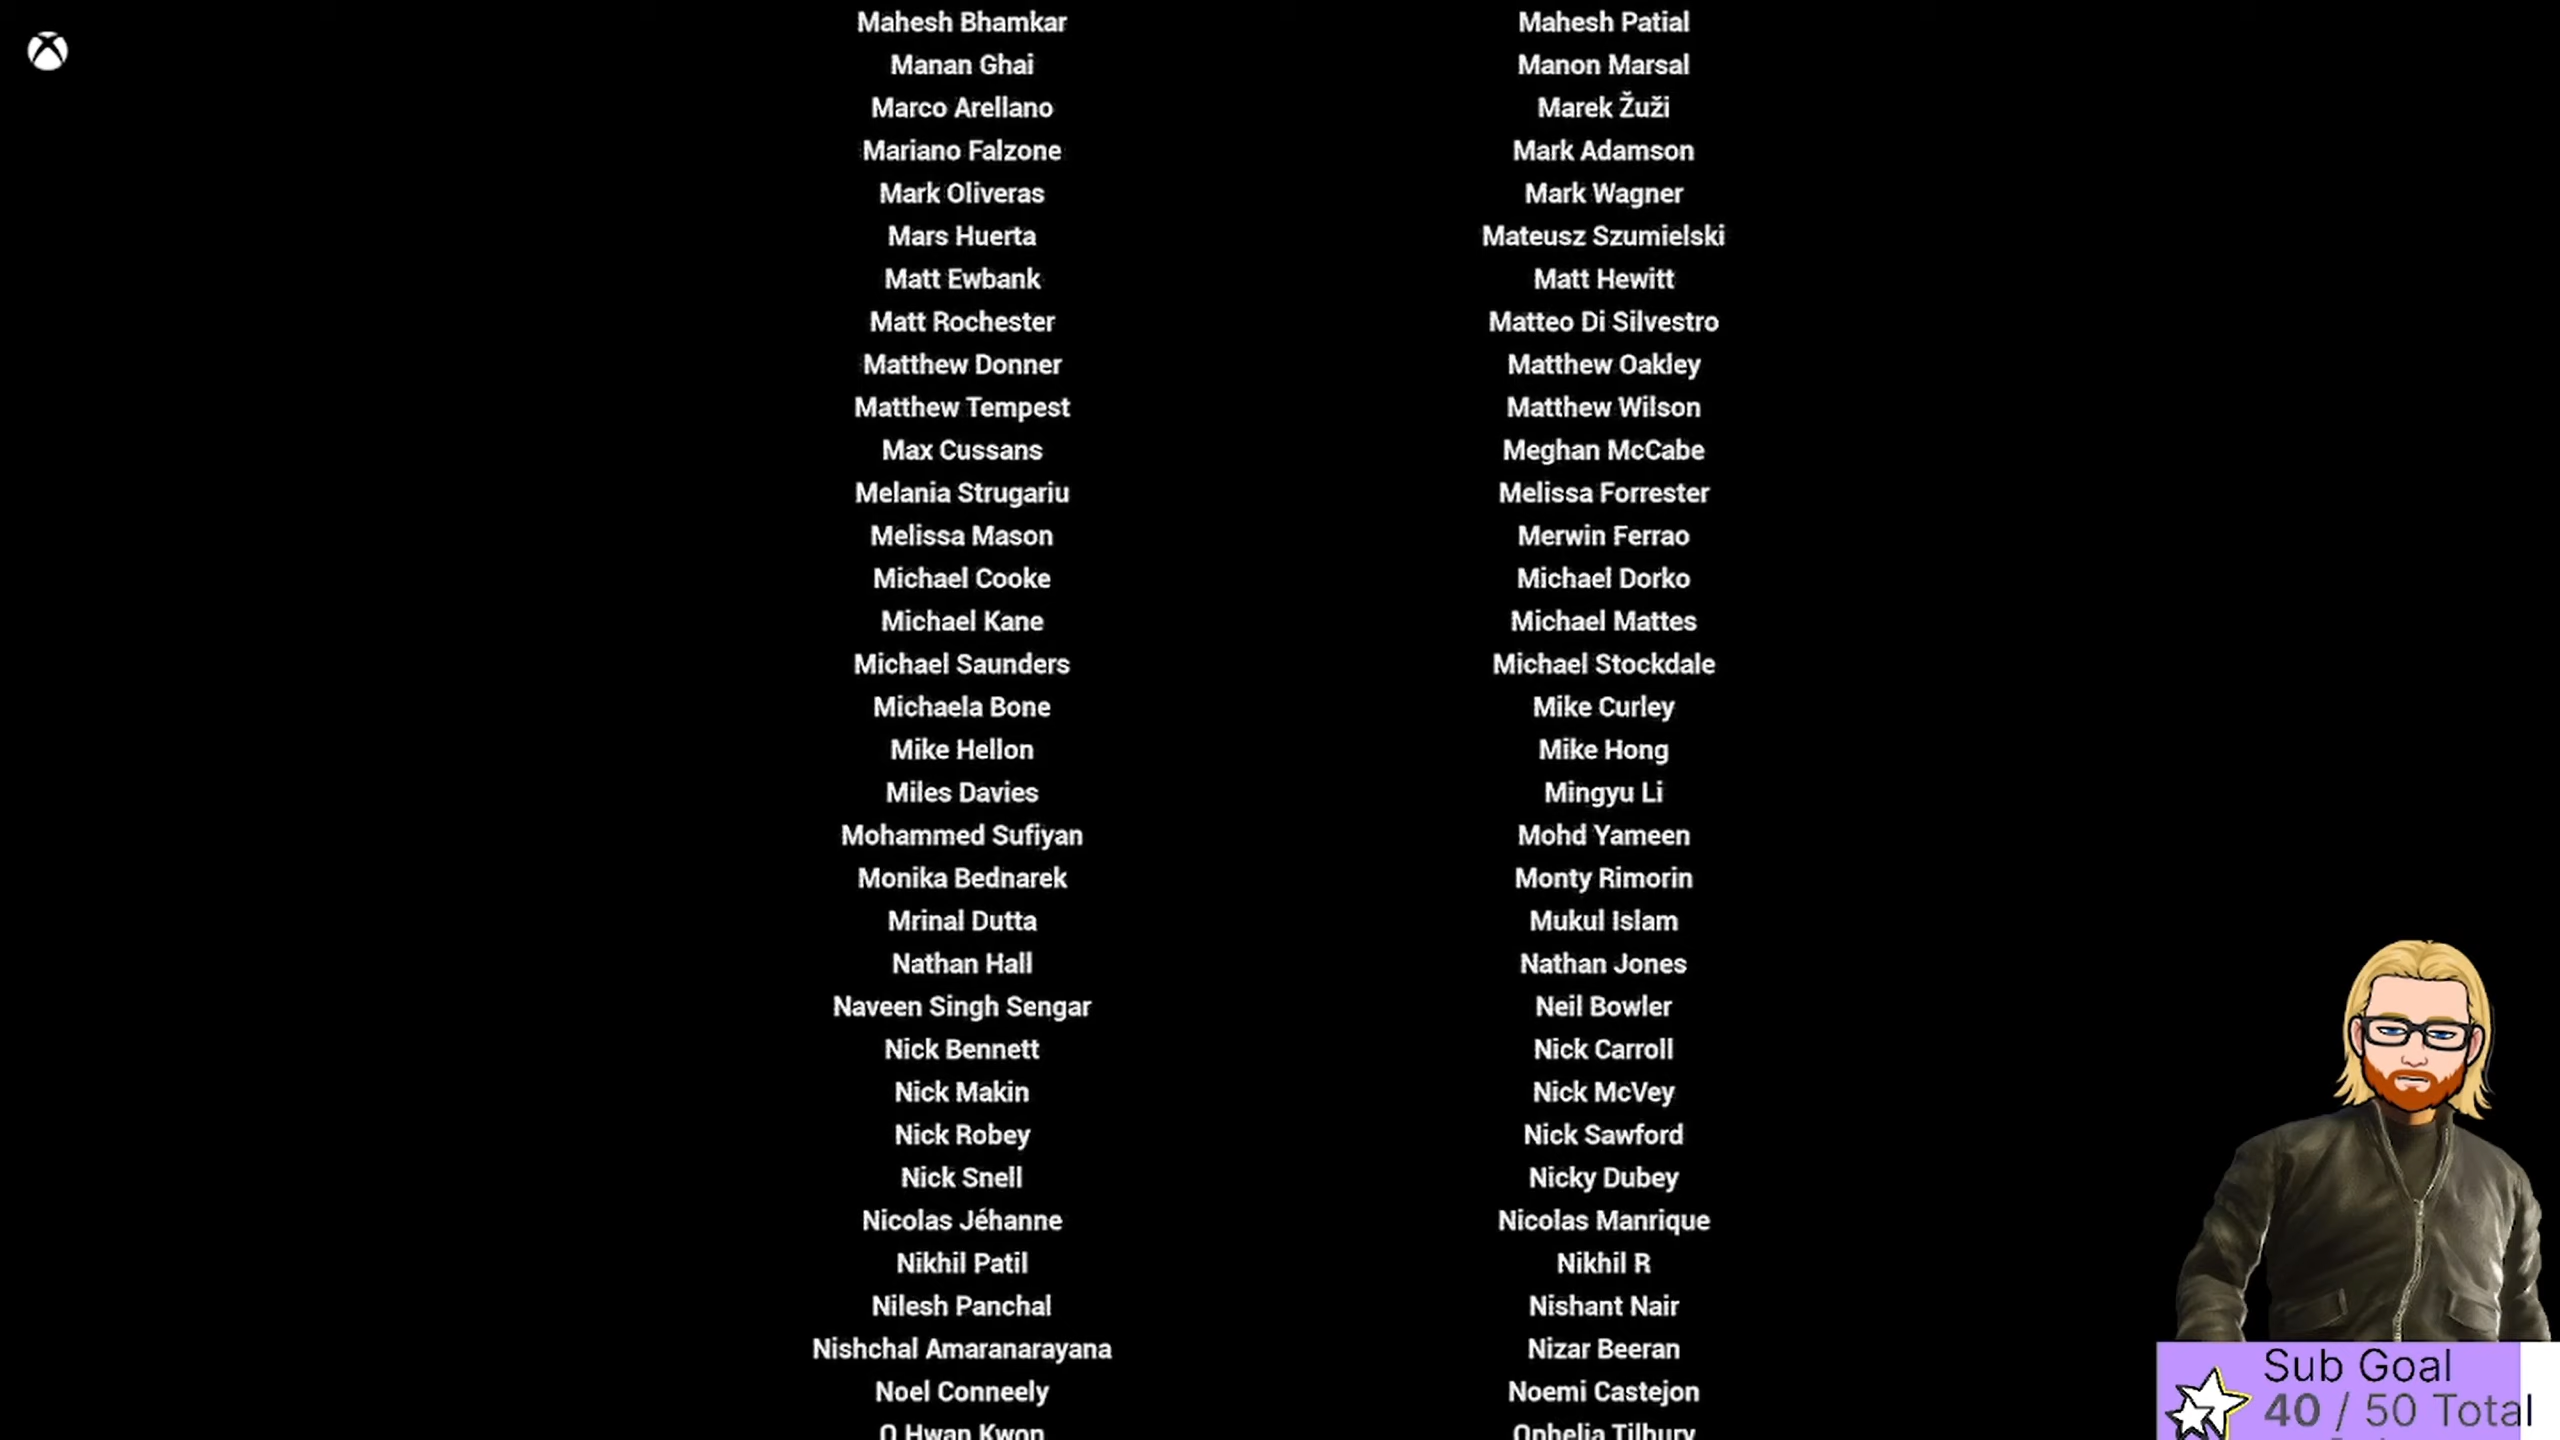 Mahesh Bhamkar Mahesh Patial
Manan Ghai Manon Marsal
Marco Arellano Marek Žuži
Mariano Falzone Mark Adamson
Mark Oliveras Mark Wagner
Mars Huerta Mateusz Szumielski
Matt Ewbank Matt Hewitt
Matt Rochester Matteo Di Silvestro
Matthew Donner Matthew Oakley
Matthew Tempest Matthew Wilson
Max Cussans Meghan McCabe
Melania Strugariu Melissa Forrester
Melissa Mason Merwin Ferrao
Michael Cooke Michael Dorko
Michael Kane Michael Mattes
Michael Saunders Michael Stockdale
Michaela Bone Mike Curley
Mike Hellon Mike Hong
Miles Davies Mingyu Li
Mohammed Sufiyan Mohd Yameen
Monika Bednarek Monty Rimorin
Mrinal Dutta Mukul Islam
Nathan Hall Nathan Jones
Naveen Singh Sengar Neil Bowler
Nick Bennett Nick Carroll
Nick Makin Nick McVey
Nick Robey Nick Sawford
Nick Snell Nicky Dubey
Nicolas Jéhanne Nicolas Manrique
Nikhil Patil Nikhil R
Nilesh Panchal Nishant Nair
Nishchal Amaranarayana Nizar Beeran
Noel Conneely Noemi Castejon
O Hwan Kwon Ophelia Tilbury
Sub Goal
40 / 50 Total